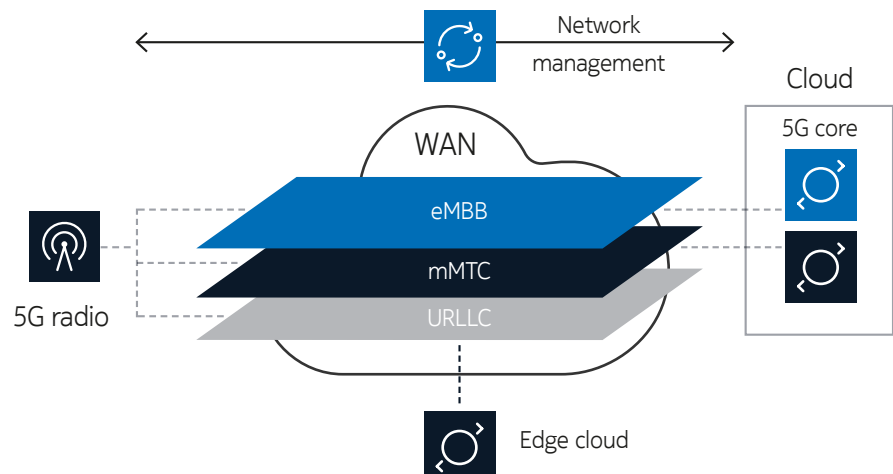 Network
management
Cloud
5G core
WAN
eMBB
mMTC
5G radio
URLLC
Edge cloud